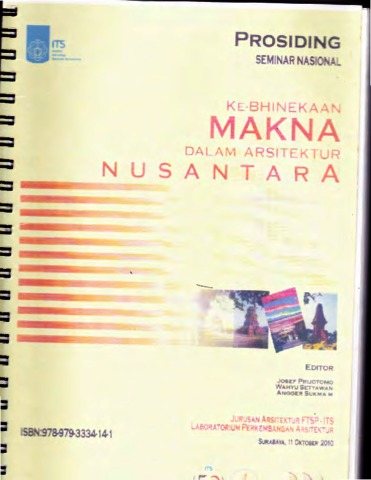 ITS
PROSIDING
SEMINAR NASIONAL
KE-BHINEKAAN
MAKNA
DALAM ARSITEKTUR
NUSANTARA
EDITOR
JOSEF PRIJOTOMO
WAHYU SETYAWAN
ANGGER SUKMA M
JURUSAN ARSITEKTUR FTSP-ITS
LABORATORIUM PERKEMBANGAN ARSITEKTUR
ISBN:978-979-3334-14-1
SURABAYA, 11 OKTOBER 2010
ITS